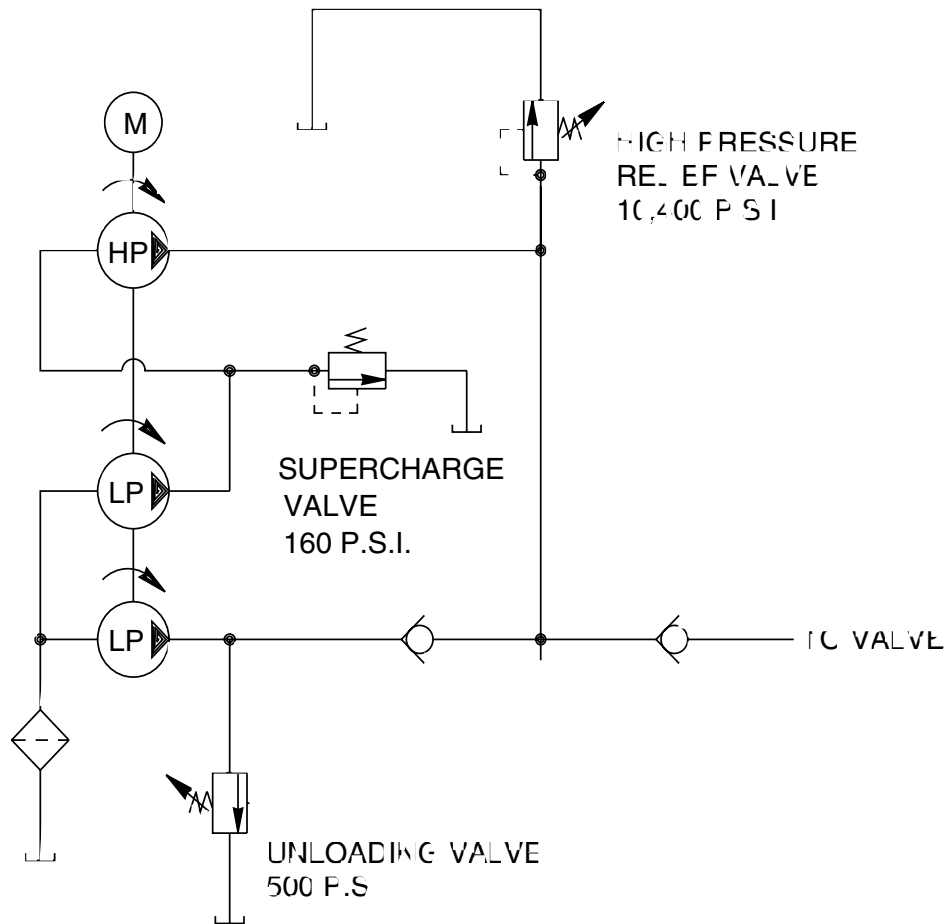 M
HIGH PRESSURE
RELIEF VALVE
10,400 P.S.I.
HP
SUPERCHARGE
VALVE
160 P.S.I.
LP
LP
TO VALVE
UNLOADING VALVE
500 P.S